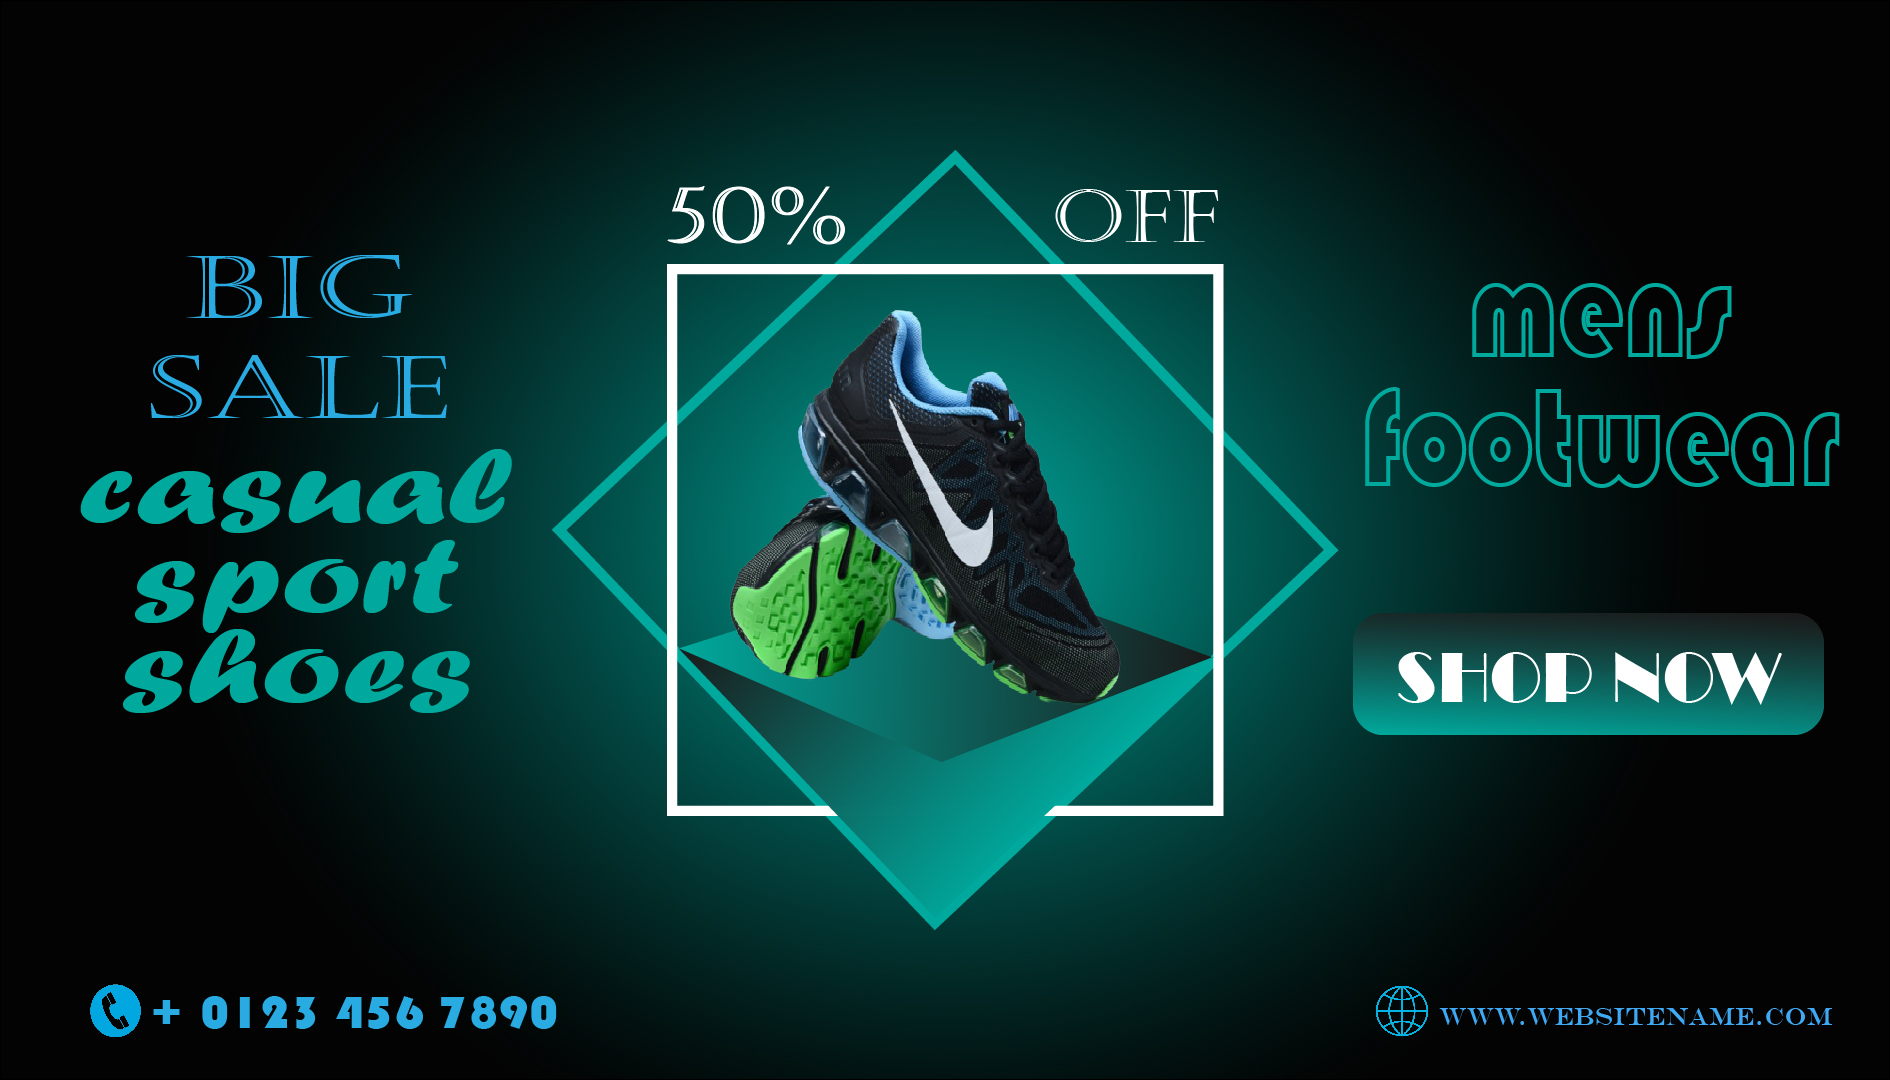 50% OFF
BIG
SALE
casual
sport
shoes
mens
footwear
SHOP NOW
+ 0123 456 7890
WWW.WEBSITENAME.COM